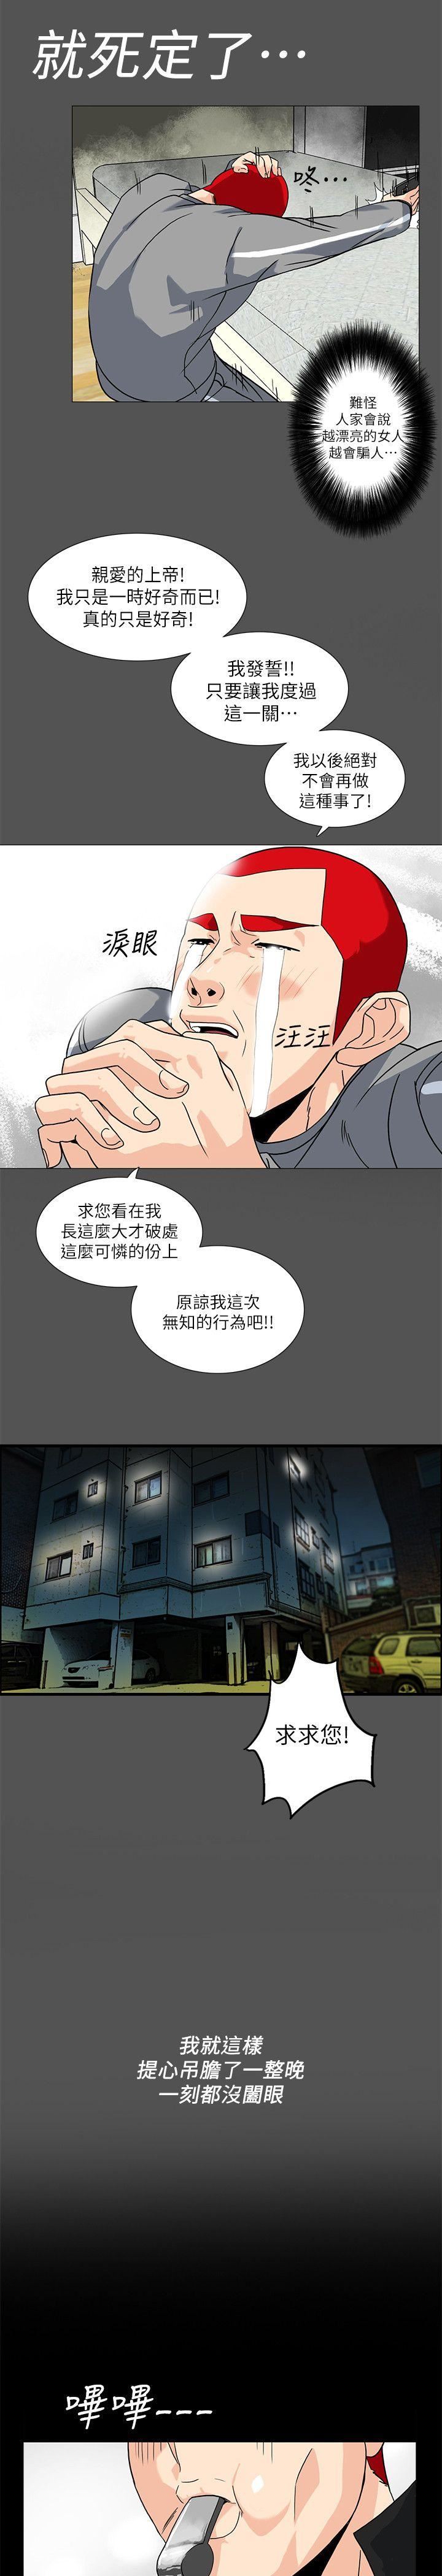 就死定了…
咚…
難怪
人家會說
越漂亮的女人
越會騙人…
親愛的上帝!
我只是一時好奇而已!
真的只是好奇!
我發誓!!
只要讓我度過
這一關…
我以後絕對
不會再做
這種事了!
淚眼
汪汪
求您看在我
長這麼大才破處
這麼可憐的份上
原諒我這次
無知的行為吧!!
求求您!
我就這樣
提心吊膽了一整晚
一刻都沒闔眼
嗶嗶---